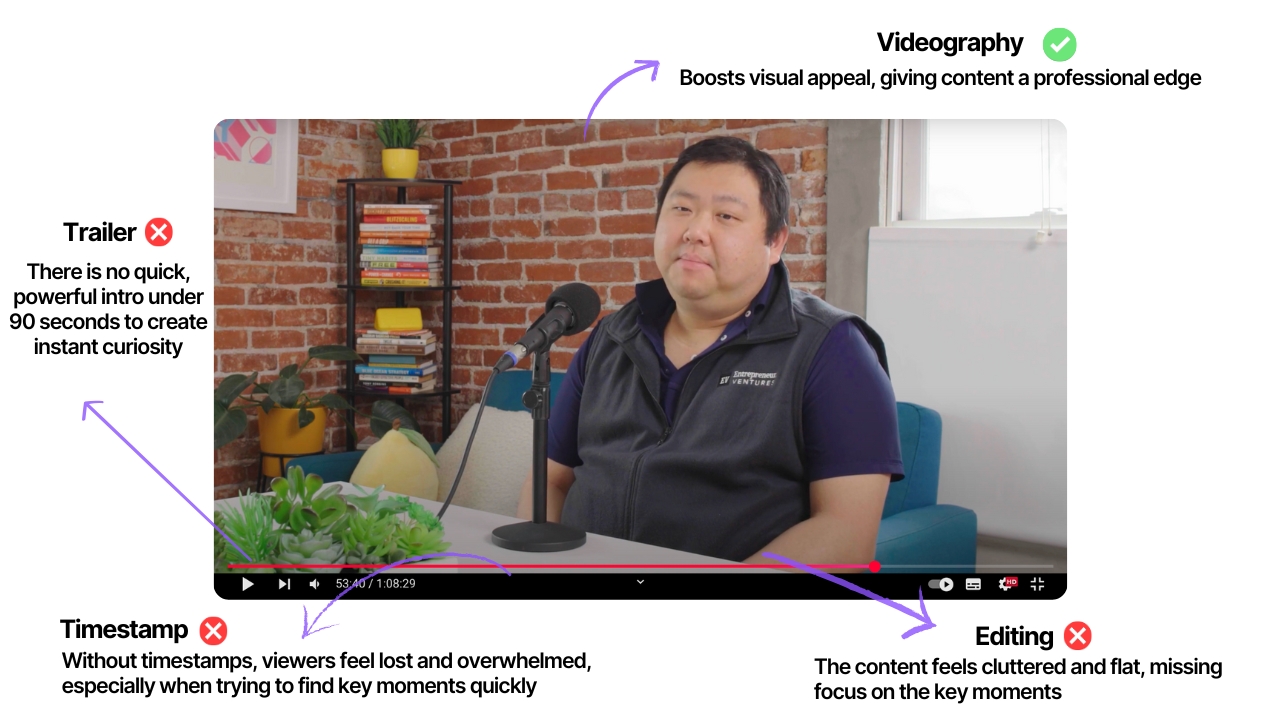 Videography
Boosts visual appeal, giving content a professional edge
Trailer
There is no quick,
powerful intro under
90 seconds to create
instant curiosity
Entrepreneur
EV VENTURES
53:40 / 1:08:29
HD
Timestamp
Without timestamps, viewers feel lost and overwhelmed,
especially when trying to find key moments quickly
Editing
The content feels cluttered and flat, missing
focus on the key moments